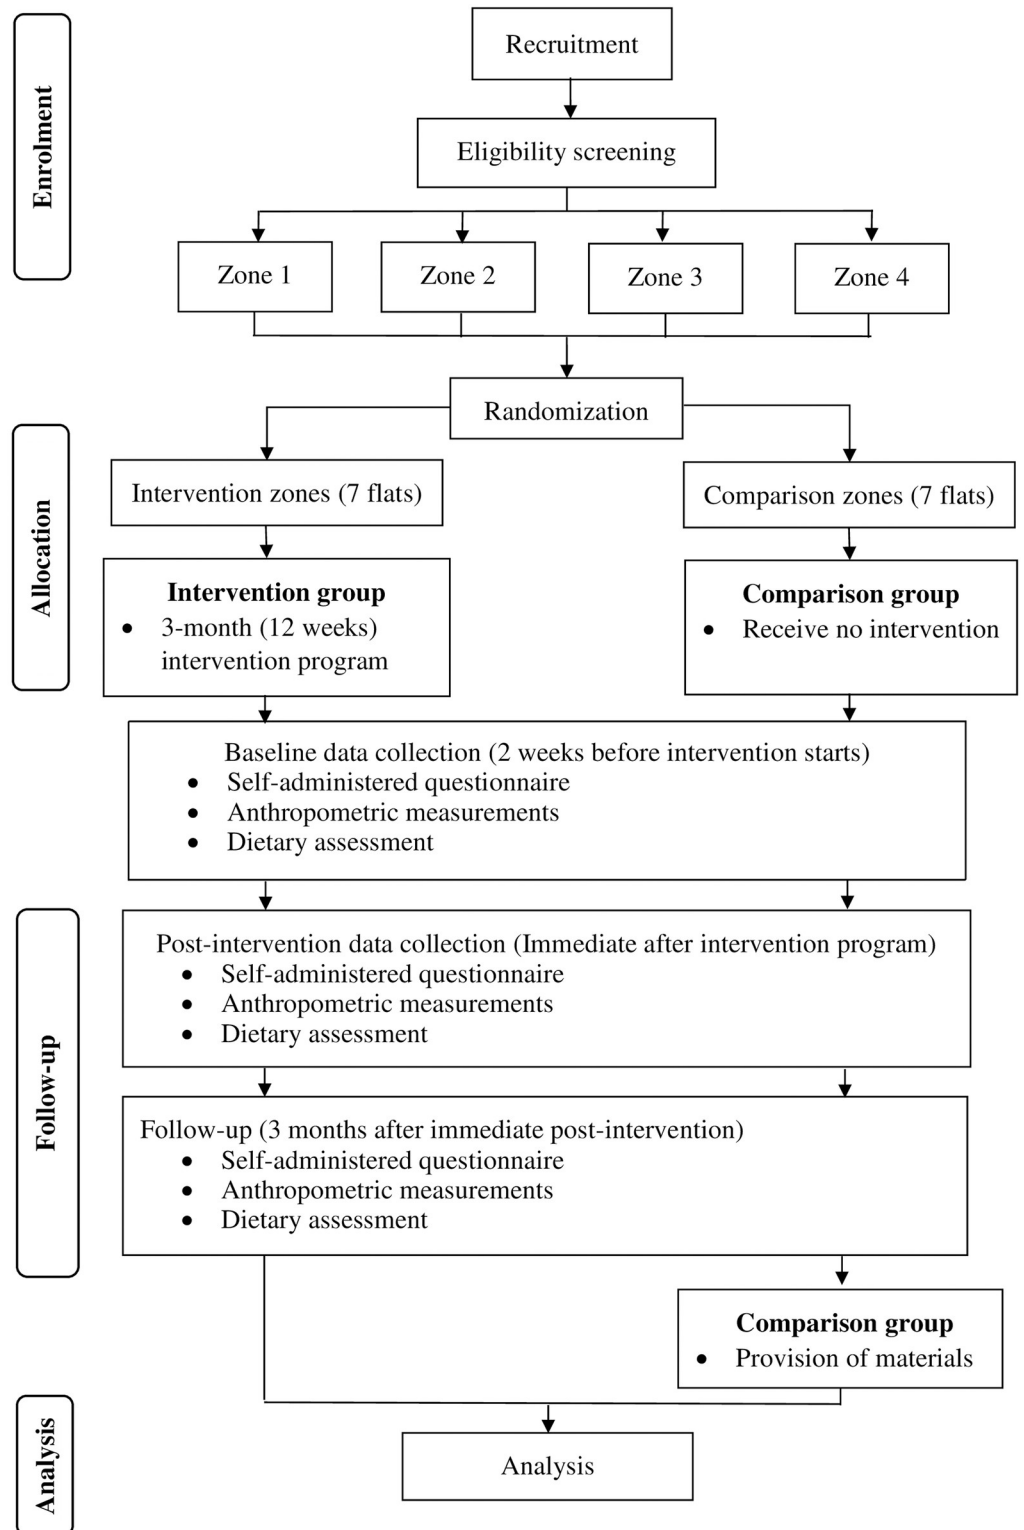 Enrolment
Recruitment
Eligibility screening
Zone 1
Zone 2
Zone 3
Zone 4
Randomization
Allocation
Intervention zones (7 flats)
Comparison zones (7 flats)
Intervention group
• 3-month (12 weeks)
intervention program
Comparison group
• Receive no intervention
Baseline data collection (2 weeks before intervention starts)
• Self-administered questionnaire
• Anthropometric measurements
• Dietary assessment
Follow-up
Post-intervention data collection (Immediate after intervention program)
• Self-administered questionnaire
• Anthropometric measurements
• Dietary assessment
Follow-up (3 months after immediate post-intervention)
• Self-administered questionnaire
• Anthropometric measurements
• Dietary assessment
Comparison group
• Provision of materials
Analysis
Analysis